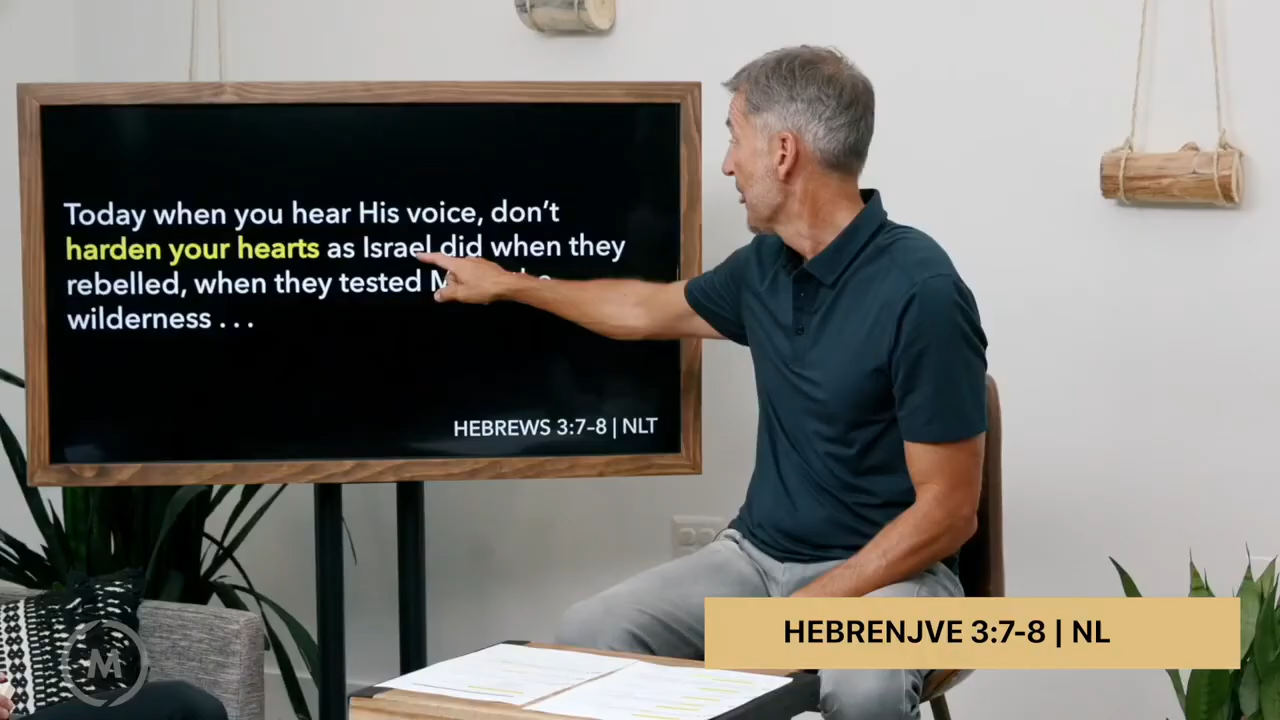 Today when you hear His voice, don't
harden your hearts as Israel did when they
rebelled, when they tested
wilderness . . .
HEBREWS 3:7-8 | NLT
HEBRENJVE 3:7-8 | NL
M